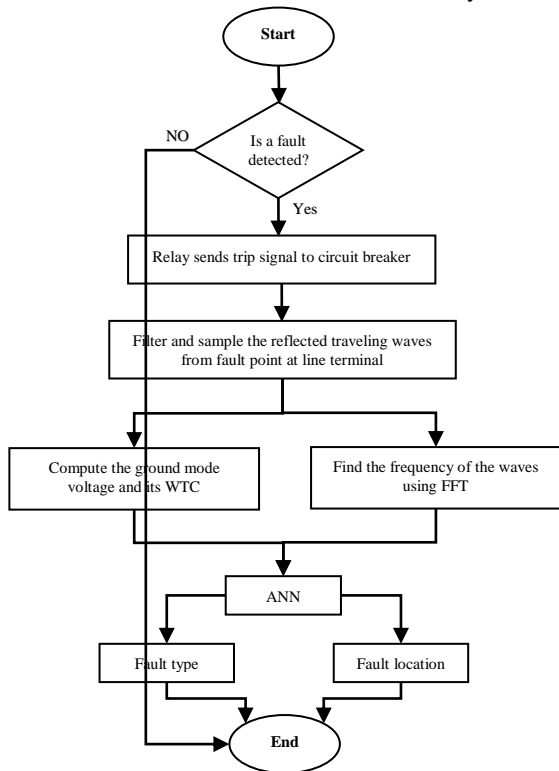 Start
NO
Is a fault
detected?
Yes
Relay sends trip signal to circuit breaker
Filter and sample the reflected traveling waves
from fault point at line terminal
Compute the ground mode
voltage and its WTC
Find the frequency of the waves
using FFT
ANN
Fault type
Fault location
End